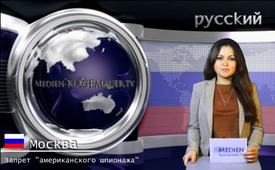 русский
MEDIEN-KLAGEMAUER.TV
Москва
Запрет "американского шпионажа"
MEDIEN